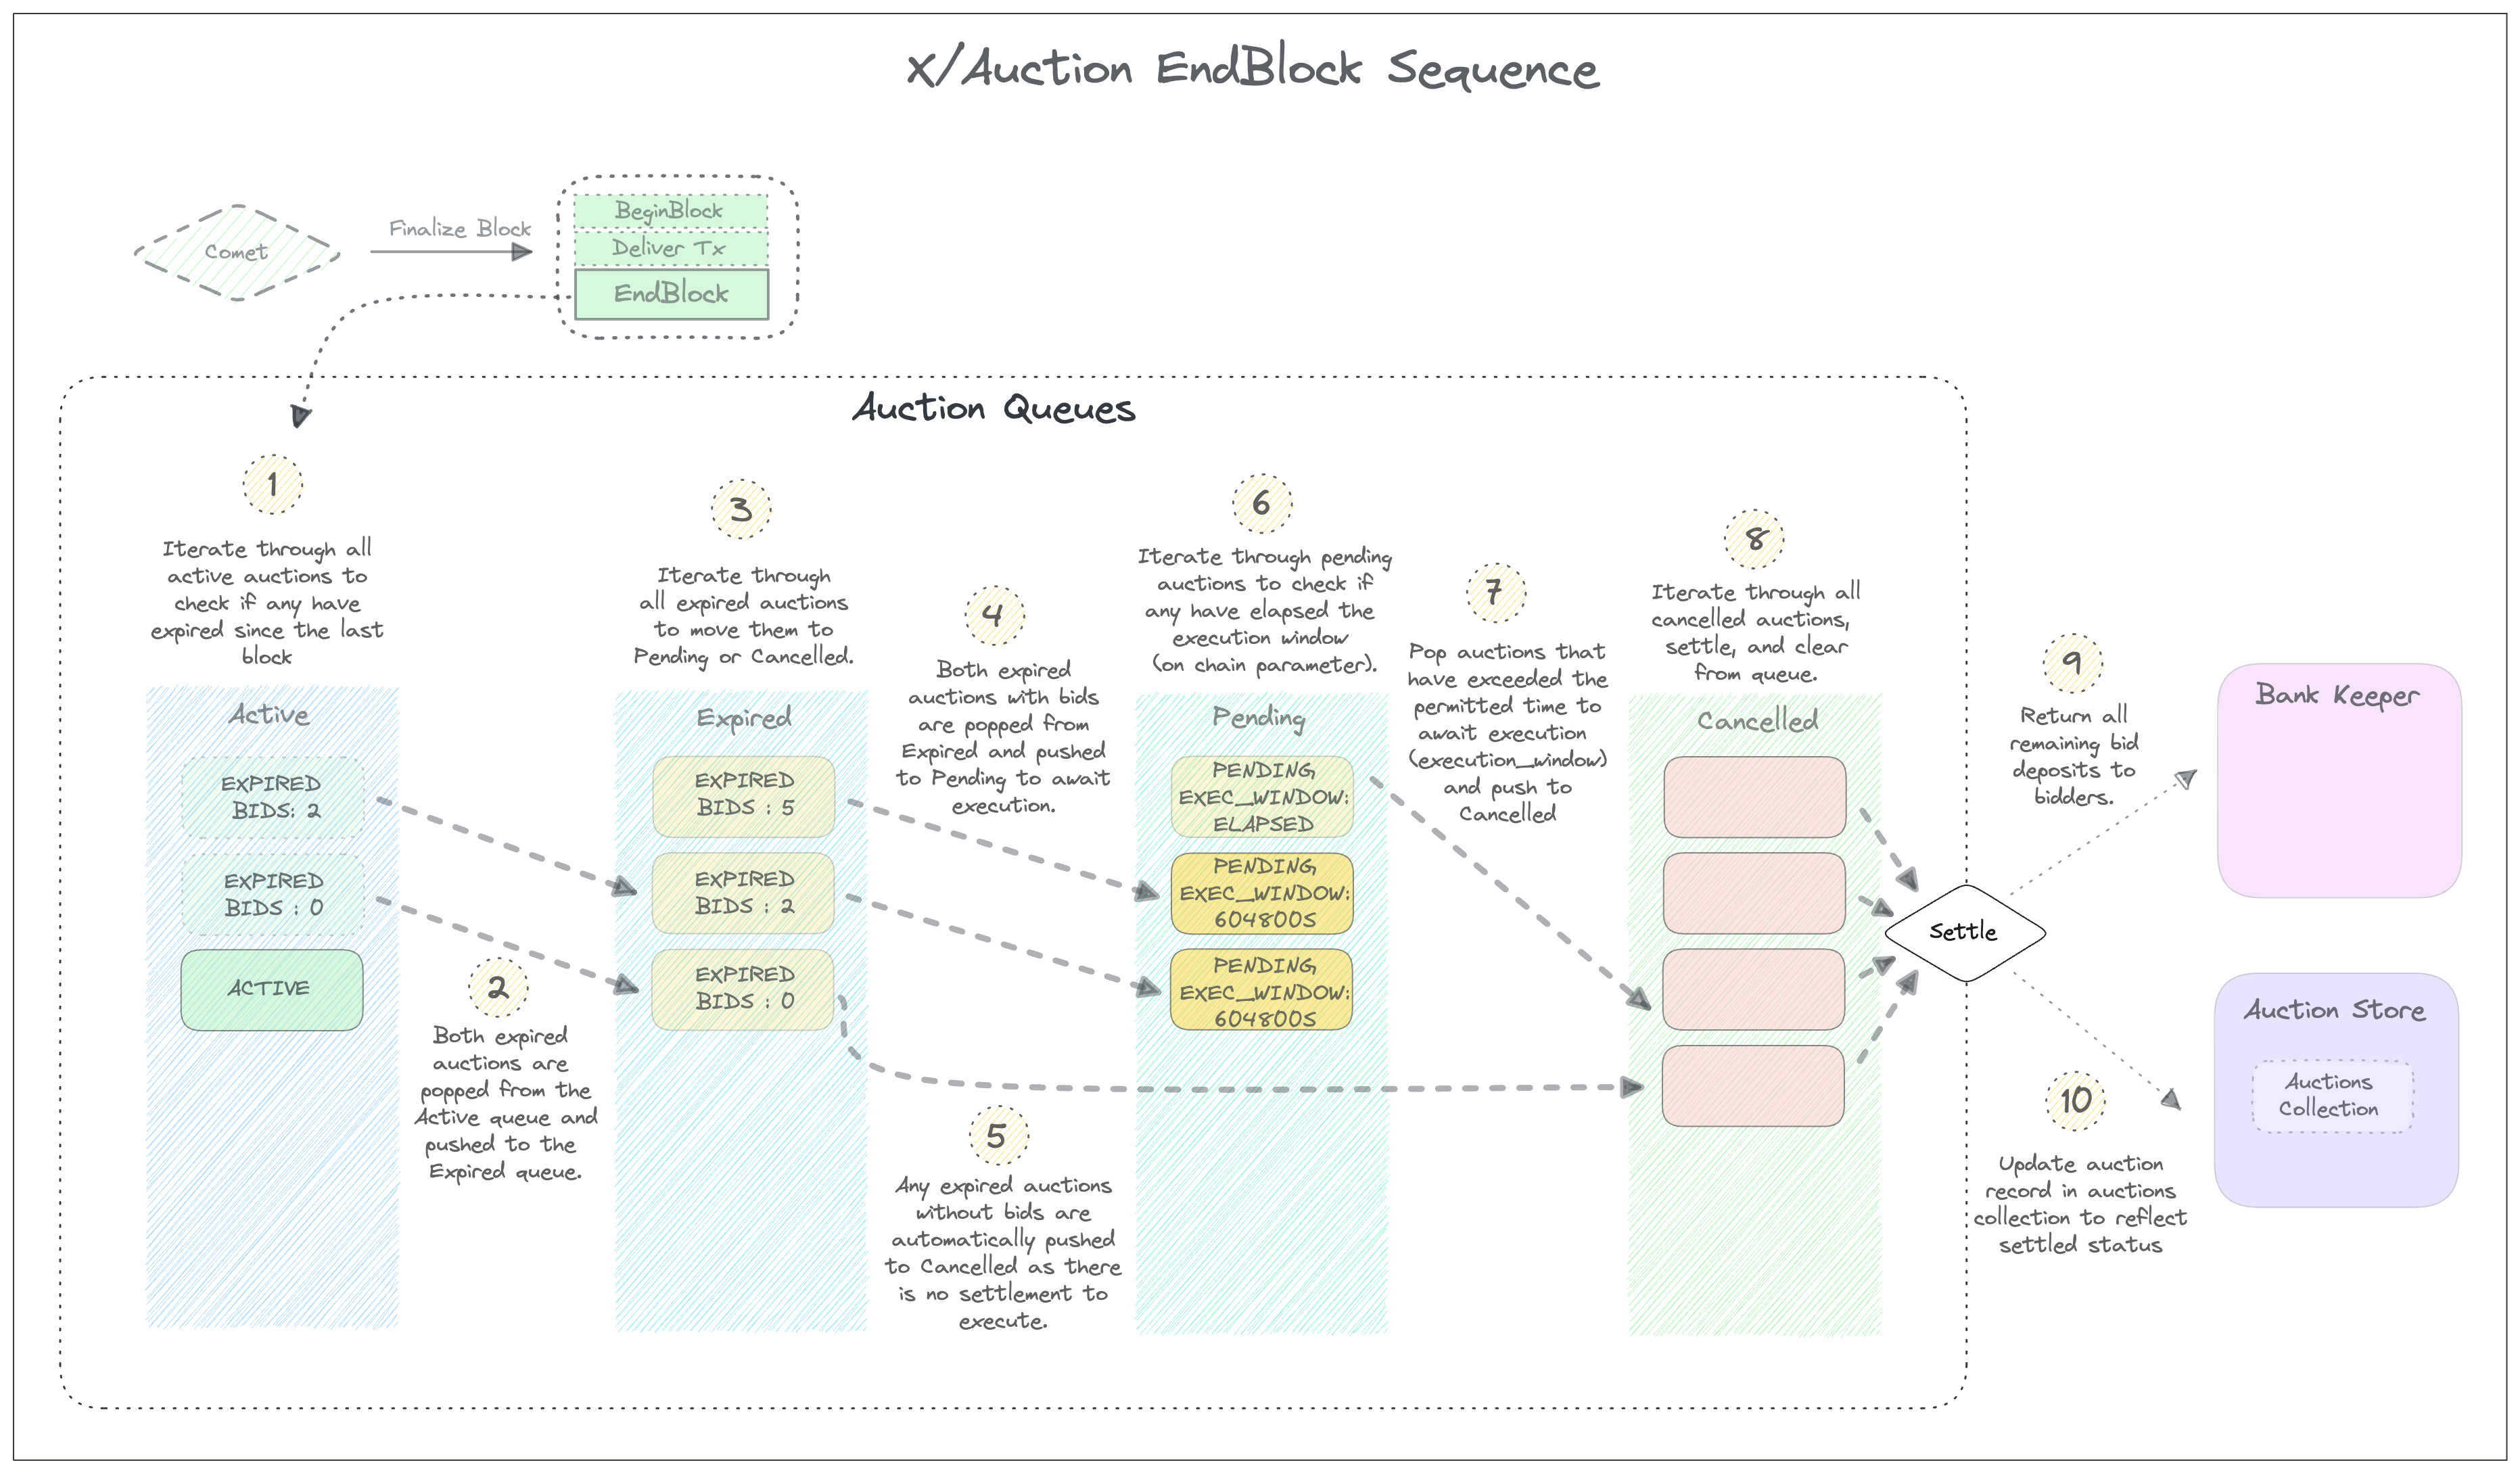 X/Auction EndBlock Sequence
Comet
Finalize Block
BeginBlock
Deliver Tx
EndBlock
Auction Queues
1
Iterate through all
active auctions to
check if any have
expired since the last
block
Active
EXPIRED
BIDS: 2
EXPIRED
BIDS : 0
ACTIVE
2
Both expired
auctions are
popped from the
Active queue and
pushed to the
Expired queue.
3
Iterate through
all expired auctions
to move them to
Pending or Cancelled.
Expired
EXPIRED
BIDS : 5
EXPIRED
BIDS : 2
EXPIRED
BIDS : 0
4
Both expired
auctions with bids
are popped from
Expired and pushed
to Pending to await
execution.
5
Any expired auctions
without bids are
automatically pushed
to Cancelled as there
is no settlement to
execute.
6
Iterate through pending
auctions to check if
any have elapsed the
execution window
(on chain parameter).
Pending
PENDING,
EXEC_WINDOW:
ELAPSED
PENDING,
EXEC_WINDOW:
604800S
PENDING,
EXEC_WINDOW:
604800S
7
Pop auctions that
have exceeded the
permitted time to
await execution
(execution_window)
and push to
Cancelled
8
Iterate through all
cancelled auctions,
settle, and clear
from queue.
Cancelled
Settle
9
Return all
remaining bid
deposits to
bidders.
Bank Keeper
10
Update auction
record in auctions
collection to reflect
settled status
Auction Store
Auctions
Collection